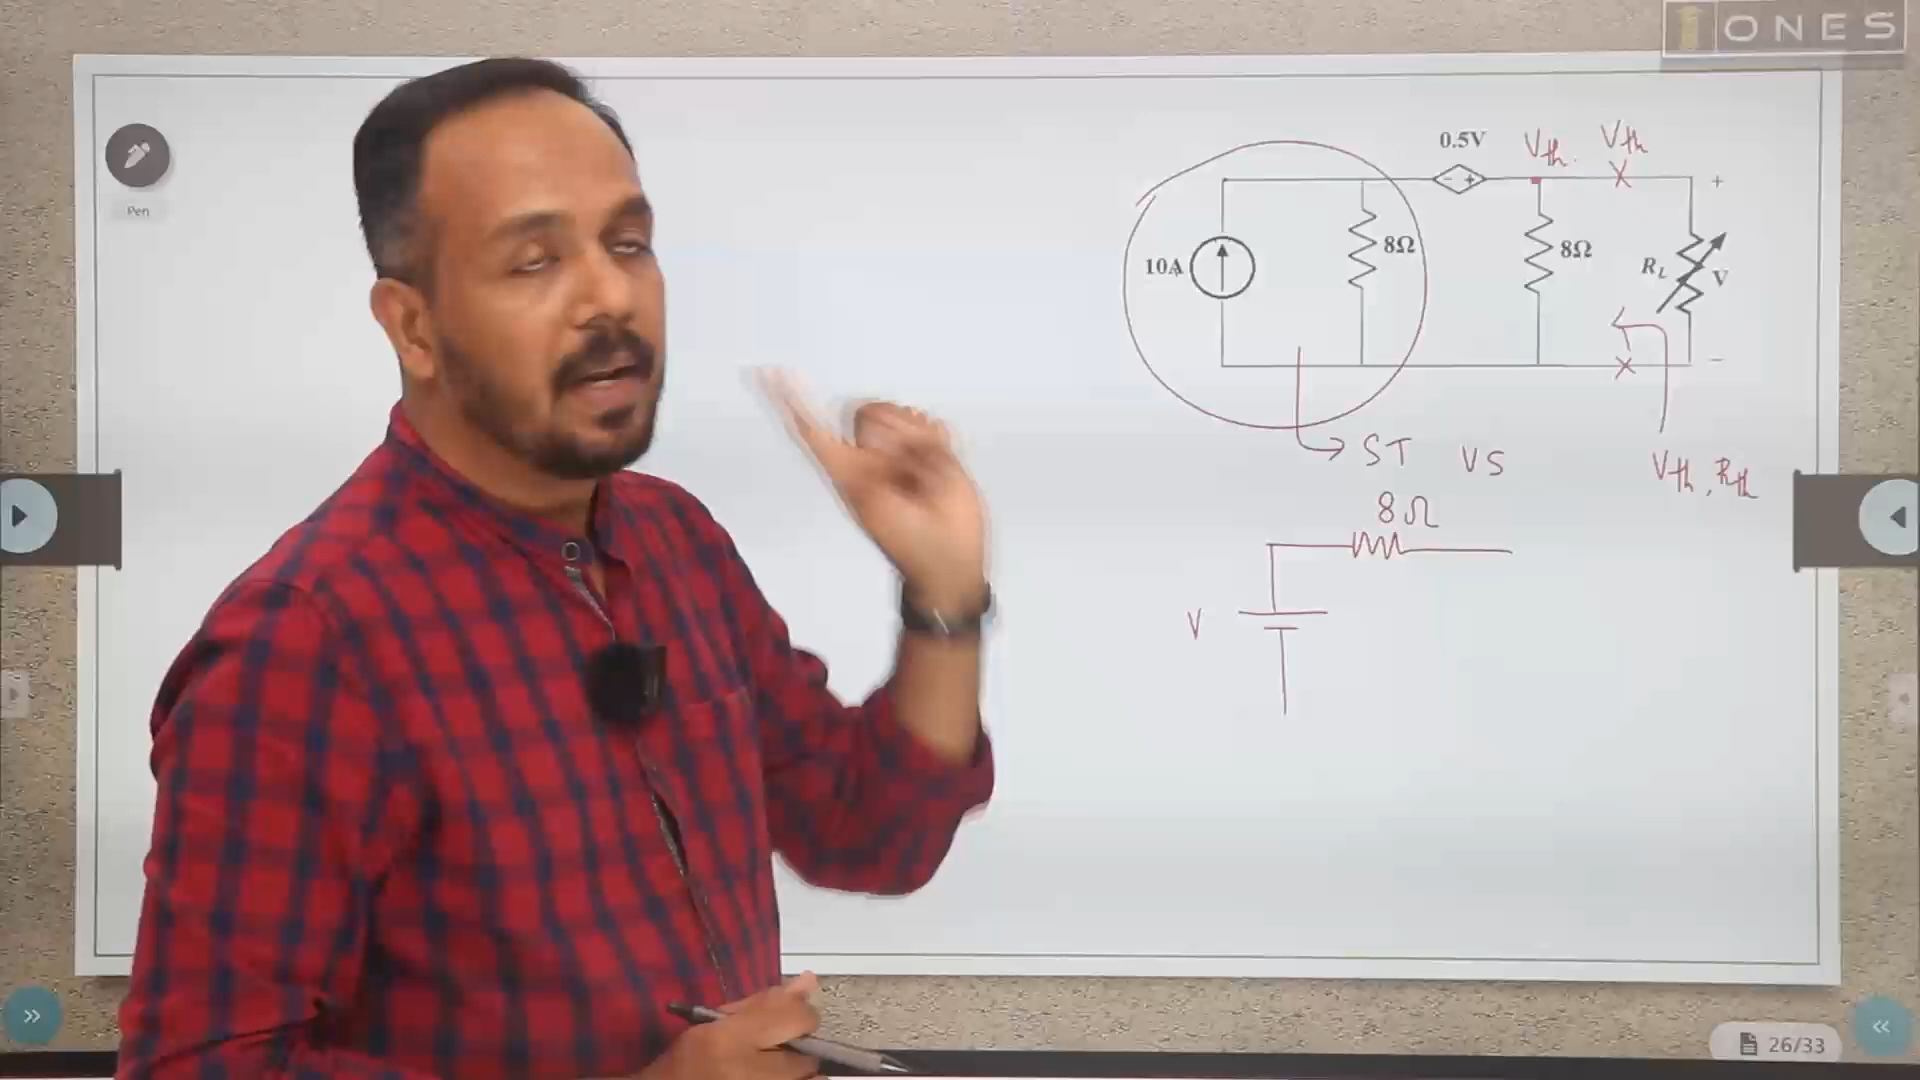 ONES
Pen
0.5V
Vth.
Vth
+
- +
10A
8Ω
8Ω
RL
V
−
ST VS
Vth, Rth
8Ω
V
26/33